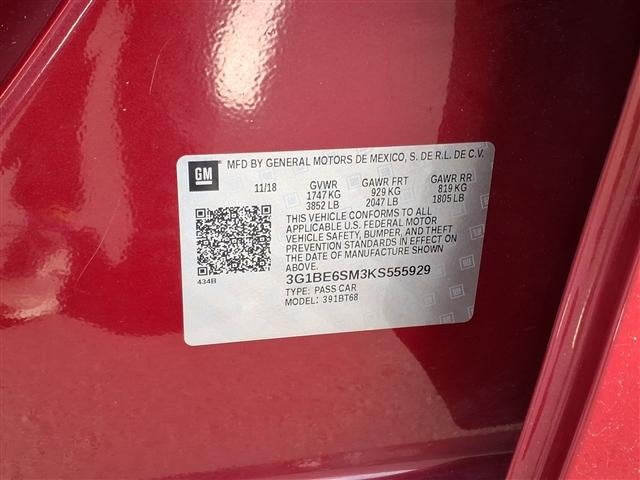 GM
MFD BY GENERAL MOTORS DE MEXICO, S. DE R.L. DE C.V.
11/18 GVWR GAWR FRT GAWR RR
1747 KG 929 KG 819 KG
3852 LB 2047 LB 1805 LB
THIS VEHICLE CONFORMS TO ALL
APPLICABLE U.S. FEDERAL MOTOR
VEHICLE SAFETY, BUMPER, AND THEFT
PREVENTION STANDARDS IN EFFECT ON
THE DATE OF MANUFACTURE SHOWN
ABOVE.
434B
3G1BE6SM3KS555929
TYPE: PASS CAR
MODEL: 391BT68